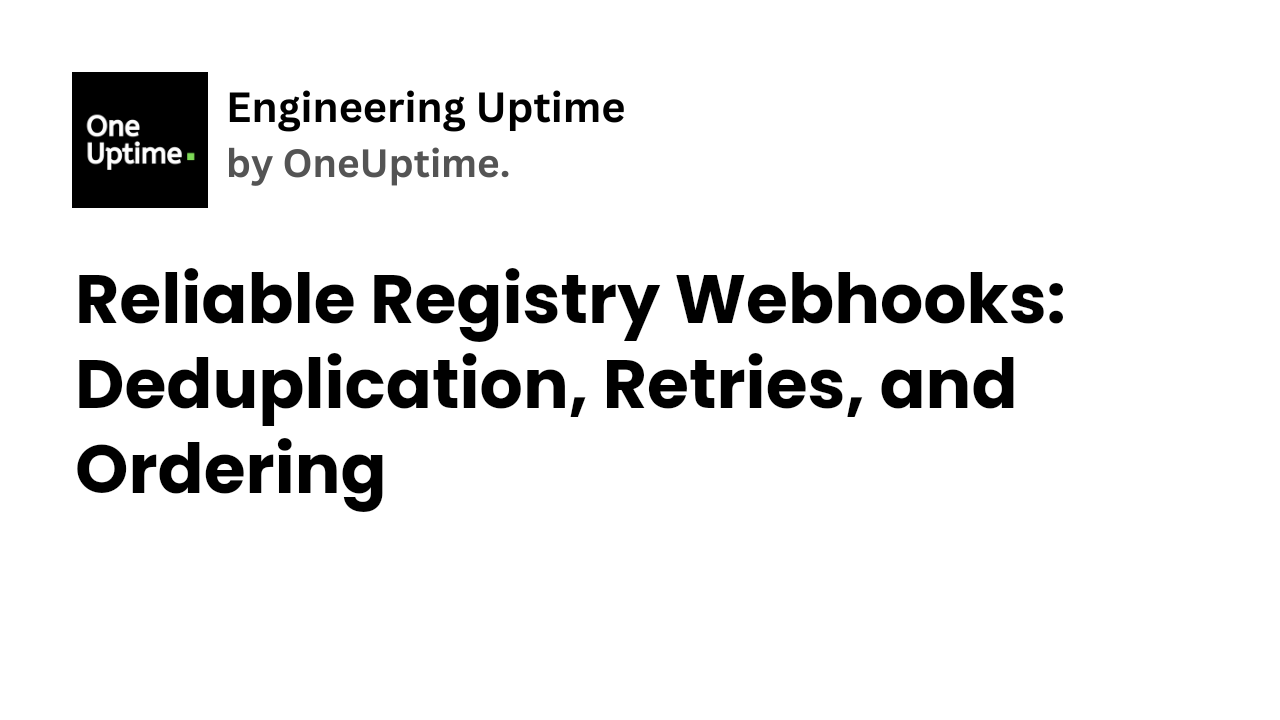 One
Uptime
Engineering Uptime
by OneUptime.
Reliable Registry Webhooks:
Deduplication, Retries, and
Ordering